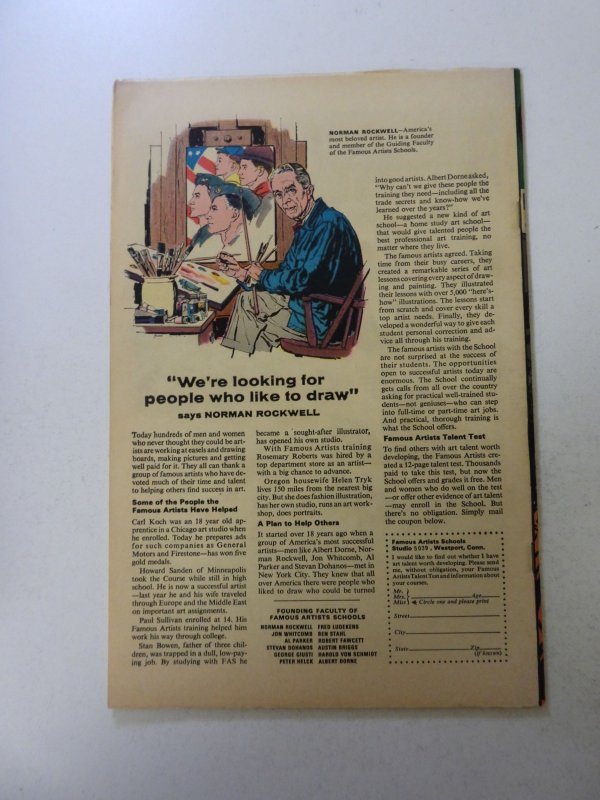 NORMAN ROCKWELL—America's
most beloved artist. He is a founder
and member of the Guiding Faculty
of the Famous Artists Schools.
"We're looking for
people who like to draw"
says NORMAN ROCKWELL
Today hundreds of men and women
who never thought they could be art-
ists are working at easels and drawing
boards, making pictures and getting
well paid for it. They all can thank a
group of famous artists who have de-
voted much of their time and talent
to helping others find success in art.
Some of the People the
Famous Artists Have Helped
Carl Koch was an 18 year old ap-
prentice in a Chicago art studio when
he enrolled. Today he prepares ads
for such companies as General
Motors and Firestone—has won five
gold medals.
Howard Sanden of Minneapolis
took the Course while still in high
school. He is now a successful artist
—last year he and his wife traveled
through Europe and the Middle East
on important art assignments.
Paul Sullivan enrolled at 14. His
Famous Artists training helped him
work his way through college.
Stan Bowen, father of three chil-
dren, was trapped in a dull, low-pay-
ing job. By studying with FAS he
became a sought-after illustrator,
has opened his own studio.
With Famous Artists training
Rosemary Roberts was hired by a
top department store as an artist—
with a big chance to advance.
Oregon housewife Helen Tryk
lives 150 miles from the nearest big
city. But she does fashion illustration,
has her own studio, runs an art work-
shop, does portraits.
A Plan to Help Others
It started over 18 years ago when a
group of America's most successful
artists—men like Albert Dorne, Nor-
man Rockwell, Jon Whitcomb, Al
Parker and Stevan Dohanos—met in
New York City. They knew that all
over America there were people who
liked to draw who could be turned
FOUNDING FACULTY OF
FAMOUS ARTISTS SCHOOLS
NORMAN ROCKWELL FRED LUDEKENS
JON WHITCOMB BEN STAHL
AL PARKER ROBERT FAWCETT
STEVAN DOHANOS AUSTIN BRIGGS
GEORGE GIUSTI HAROLD VON SCHMIDT
PETER HELCK ALBERT DORNE
into good artists. Albert Dorne asked,
"Why can't we give these people the
training they need—including all the
trade secrets and know-how we've
learned over the years?"
He suggested a new kind of art
school—a home study art school—
that would give talented people the
best professional art training, no
matter where they live.
The famous artists agreed. Taking
time from their busy careers, they
created a remarkable series of art
lessons covering every aspect of draw-
ing and painting. They illustrated
their lessons with over 5,000 "here's-
how" illustrations. The lessons start
from scratch and cover every skill a
top artist needs. Finally, they de-
veloped a wonderful way to give each
student personal correction and ad-
vice all through his training.
The famous artists with the School
are not surprised at the success of
their students. The opportunities
open to successful artists today are
enormous. The School continually
gets calls from all over the country
asking for practical well-trained stu-
dents—not geniuses—who can step
into full-time or part-time art jobs.
And practical, thorough training is
what the School offers.
Famous Artists Talent Test
To find others with art talent worth
developing, the Famous Artists cre-
ated a 12-page talent test. Thousands
paid to take this test, but now the
School offers and grades it free. Men
and women who do well on the test
—or offer other evidence of art talent
—may enroll in the School. But
there's no obligation. Simply mail
the coupon below.
Famous Artists Schools
Studio 5079, Westport, Conn.
I would like to find out whether I have
art talent worth developing. Please send
me, without obligation, your Famous
Artists Talent Test and information about
your courses.
Mr.
Mrs. Age
Miss Circle one and please print
Street
City
State Zip
(if known)